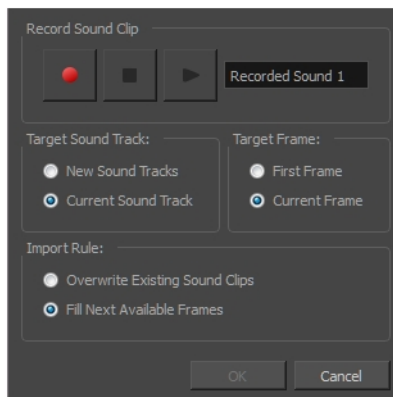 Record Sound Clip
Recorded Sound 1
Target Sound Track:
New Sound Tracks
Current Sound Track
Target Frame:
First Frame
Current Frame
Import Rule:
Overwrite Existing Sound Clips
Fill Next Available Frames
OK
Cancel